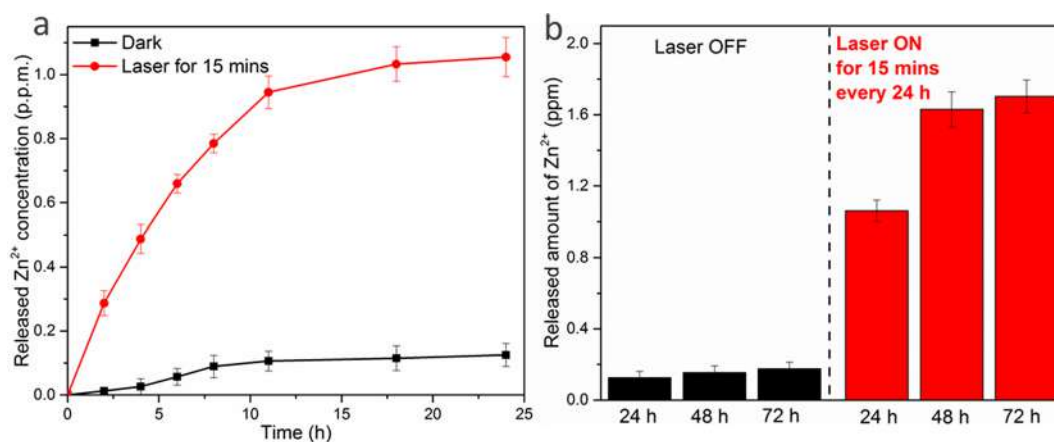 a
Dark
Laser for 15 mins
Released Zn²⁺ concentration (p.p.m.)
1.0
0.8
0.6
0.4
0.2
0.0
0 5 10 15 20 25
Time (h)
b
Laser OFF
Laser ON
for 15 mins
every 24 h
Released amount of Zn²⁺ (ppm)
2.0
1.6
1.2
0.8
0.4
0.0
24 h 48 h 72 h 24 h 48 h 72 h